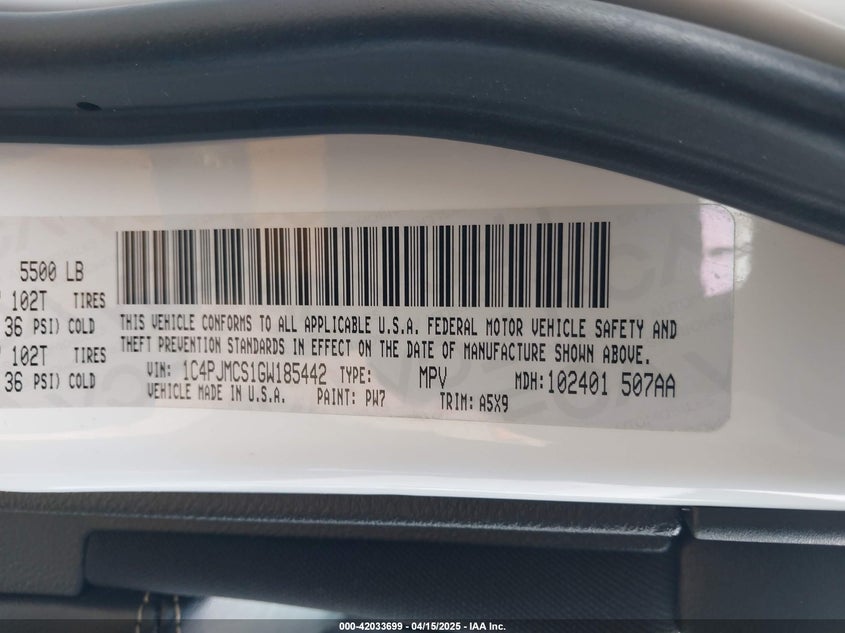 5500 LB
102T TIRES
36 PSI) COLD
102T TIRES
36 PSI) COLD
THIS VEHICLE CONFORMS TO ALL APPLICABLE U.S.A. FEDERAL MOTOR VEHICLE SAFETY AND
THEFT PREVENTION STANDARDS IN EFFECT ON THE DATE OF MANUFACTURE SHOWN ABOVE.
VIN: 1C4PJMCS1GW185442 TYPE: MPV MDH:102401 507AA
VEHICLE MADE IN U.S.A. PAINT: PW7 TRIM: A5X9
000-42033699 - 04/15/2025 - IAA Inc.